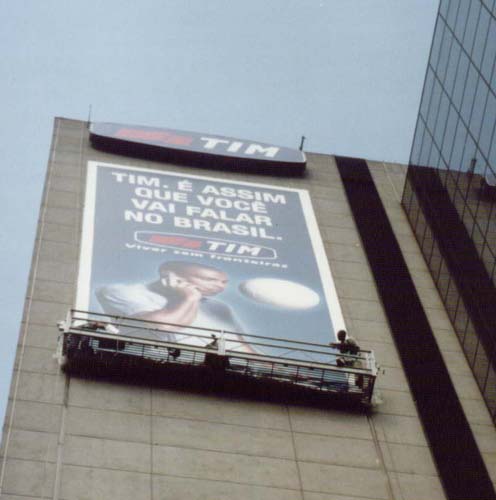 TIM
TIM. É ASSIM
QUE VOCÊ
VAI FALAR
NO BRASIL.
TIM
Viver sem fronteiras